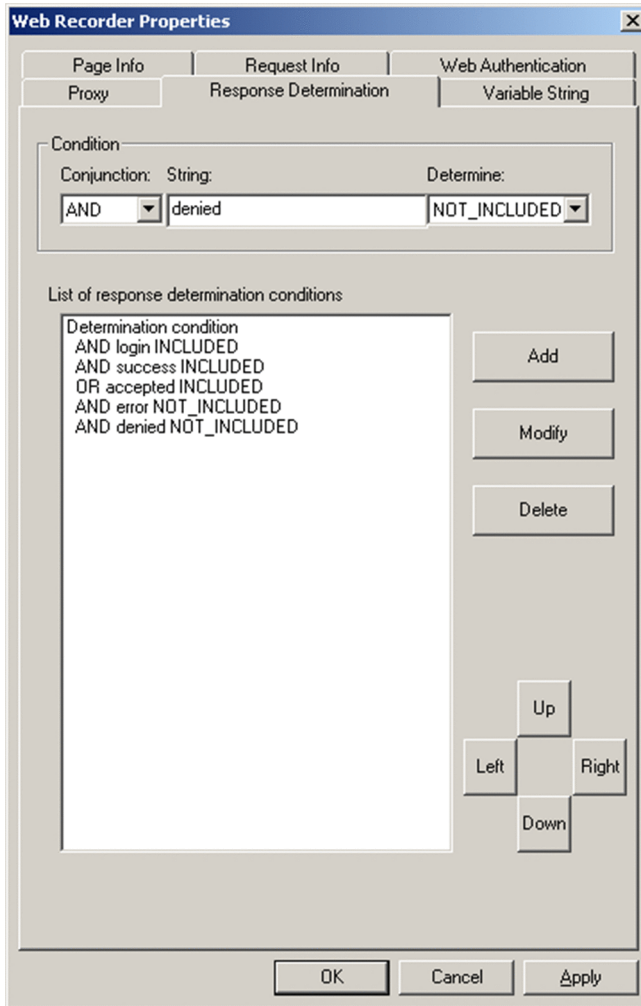 Web Recorder Properties
Page Info Request Info Web Authentication
Proxy Response Determination Variable String
Condition
Conjunction: String: Determine:
AND denied NOT_INCLUDED
List of response determination conditions
Determination condition
AND login INCLUDED
AND success INCLUDED
OR accepted INCLUDED
AND error NOT_INCLUDED
AND denied NOT_INCLUDED
Add
Modify
Delete
Up
Left Right
Down
OK Cancel Apply